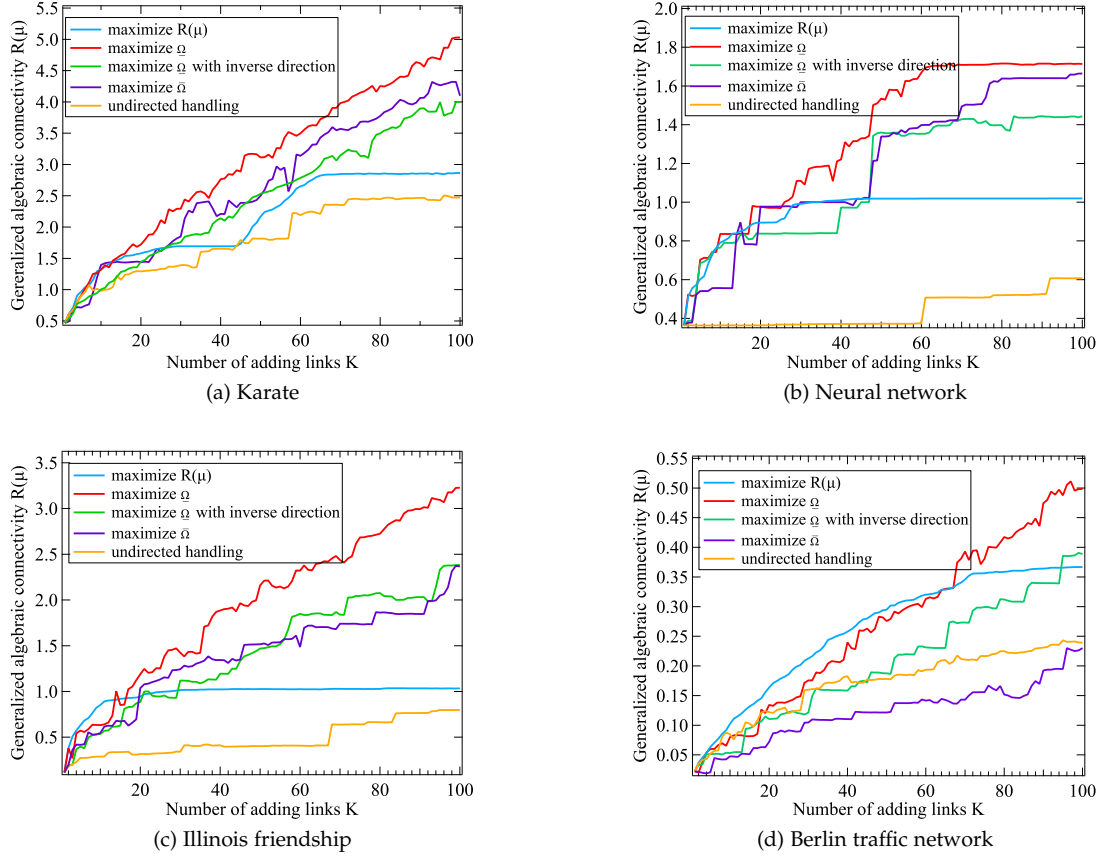 5.0
4.5
4.0
3.5
3.0
2.5
2.0
1.5
1.0
0.5
Gereralized algebraic connectivity R(μ)
maximize R(μ)
maximize Ω̲
maximize Ω̲ with inverse direction
maximize Ω̄
undirected handling
20 40 60 80 100
Number of adding links K
(a) Karate
2.0
1.8
1.6
1.4
1.2
1.0
0.8
0.6
0.4
Generalized algebraic connectivity R(μ)
maximize R(μ)
maximize Ω̲
maximize Ω̲ with inverse direction
maximize Ω̄
undirected handling
20 40 60 80 100
Number of adding links K
(b) Neural network
3.5
3.0
2.5
2.0
1.5
1.0
0.5
Generalized algebraic connectivity R(μ)
maximize R(μ)
maximize Ω̲
maximize Ω̲ with inverse direction
maximize Ω̄
undirected handling
20 40 60 80 100
Number of adding links K
(c) Illinois friendship
0.55
0.50
0.45
0.40
0.35
0.30
0.25
0.20
0.15
0.10
0.05
Generalized algebraic connectivity R(μ)
maximize R(μ)
maximize Ω̲
maximize Ω̲ with inverse direction
maximize Ω̄
undirected handling
20 40 60 80 100
Number of adding links K
(d) Berlin traffic network